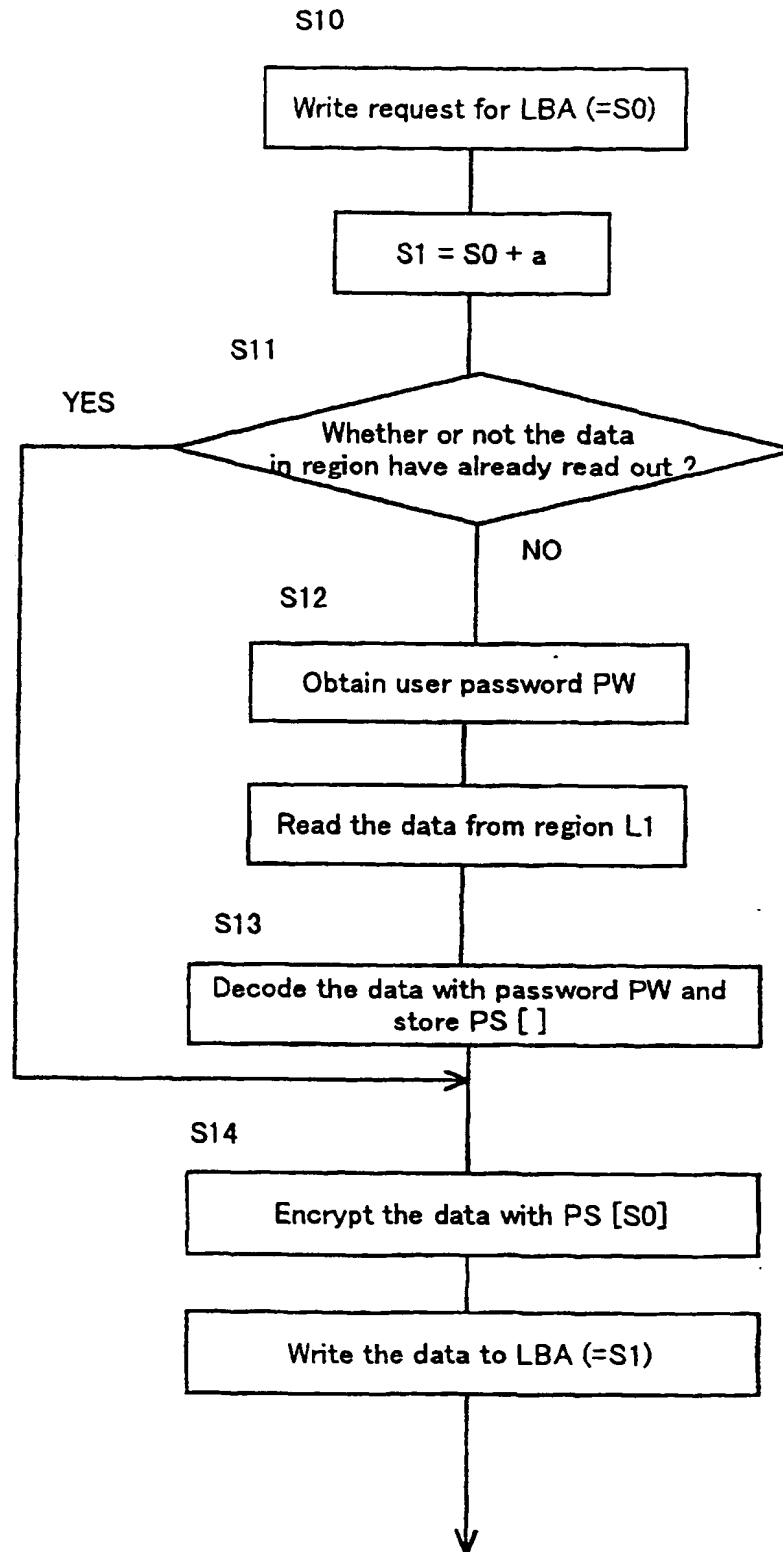 S10
Write request for LBA (=S0)
S1 = S0 + a
S11
YES
Whether or not the data
in region have already read out ?
NO
S12
Obtain user password PW
Read the data from region L1
S13
Decode the data with password PW and
store PS [ ]
S14
Encrypt the data with PS [S0]
Write the data to LBA (=S1)